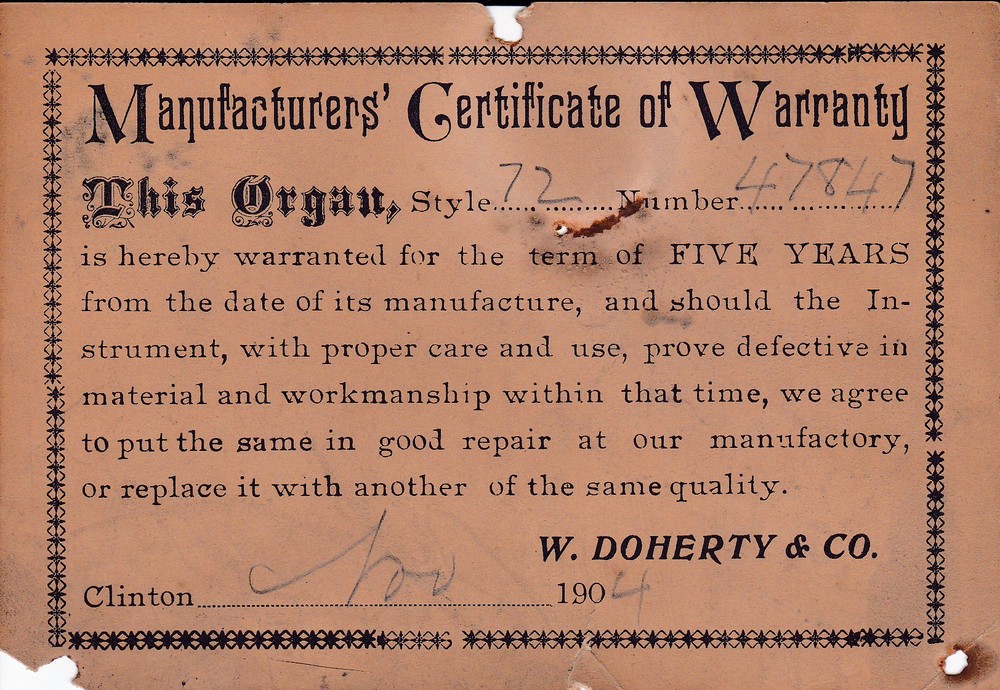 Manufacturers' Certificate of Warranty
This Organ, Style 72 Number 47847
is hereby warranted for the term of FIVE YEARS
from the date of its manufacture, and should the In-
strument, with proper care and use, prove defective in
material and workmanship within that time, we agree
to put the same in good repair at our manufactory,
or replace it with another of the same quality.
W. DOHERTY & CO.
Clinton Nov 1904